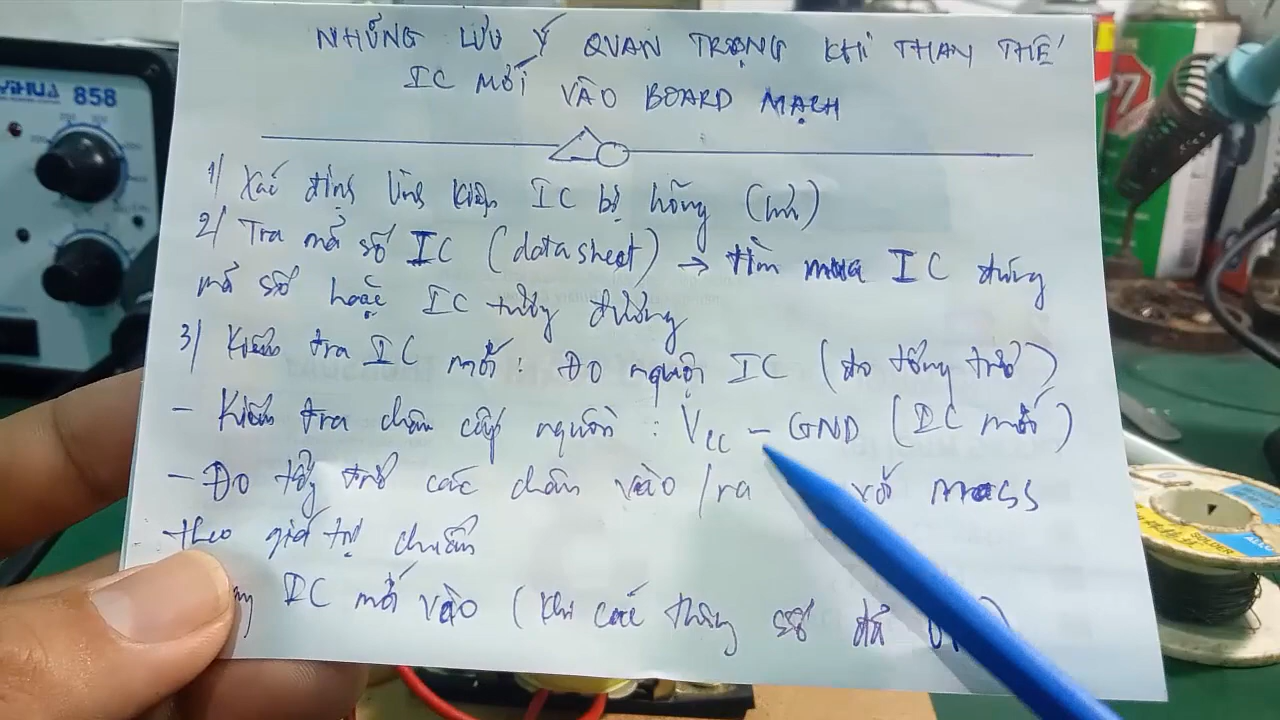 NHỮNG LƯU Ý QUAN TRỌNG KHI THAY THẾ
IC MỚI VÀO BOARD MẠCH
1/ Xác định linh kiện IC bị hỏng (hư)
2/ Tra mã số IC (datasheet) → tìm mua IC đúng
mã số hoặc IC tương đương
3/ Kiểm tra IC mới: Đo nguội IC (đo tổng trở)
- Kiểm tra chân cấp nguồn: Vcc - GND (IC mới)
- Đo tổng trở các chân vào/ra với mass
theo giá trị chuẩn
IC mới vào (khi các thông số đã
YIHUA 858
SOLDER